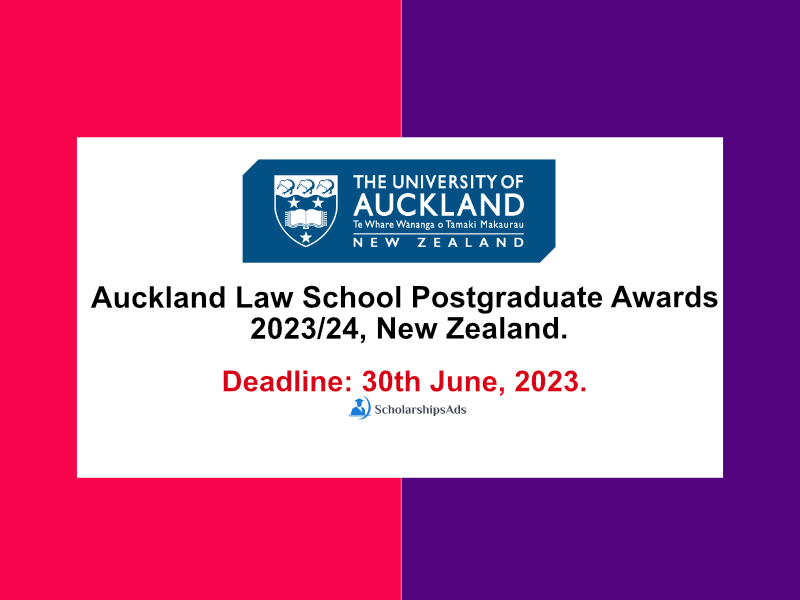 THE UNIVERSITY OF
AUCKLAND
Te Whare Wananga o Tamaki Makaurau
NEW ZEALAND
Auckland Law School Postgraduate Awards
2023/24, New Zealand.
Deadline: 30th June, 2023.
ScholarshipsAds